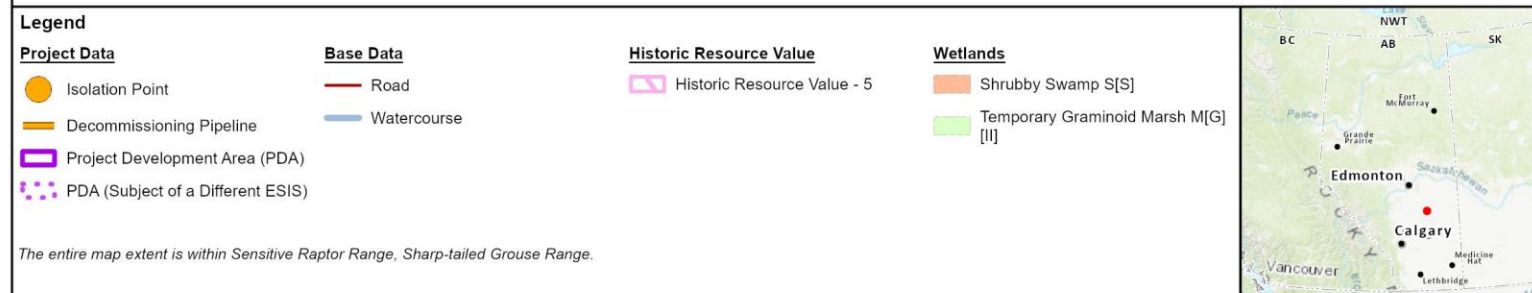 Legend
Project Data
Isolation Point
Decommissioning Pipeline
Project Development Area (PDA)
PDA (Subject of a Different ESIS)
Base Data
Road
Watercourse
Historic Resource Value
Historic Resource Value - 5
Wetlands
Shrubby Swamp S[S]
Temporary Graminoid Marsh M[G]
[II]
The entire map extent is within Sensitive Raptor Range, Sharp-tailed Grouse Range.
NWT
BC
AB
SK
Fort
McMurray
Peace
Grande
Prairie
Edmonton
Saskatchewan
ROCKY
Calgary
Medicine
Hat
Vancouver
Lethbridge